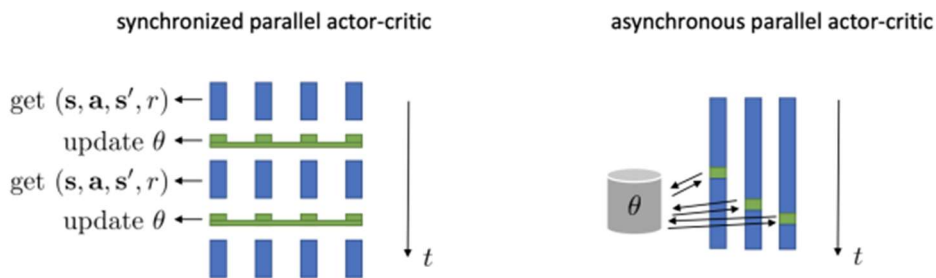 synchronized parallel actor-critic
get (s, a, s′, r)
update θ
get (s, a, s′, r)
update θ
t
asynchronous parallel actor-critic
θ
t